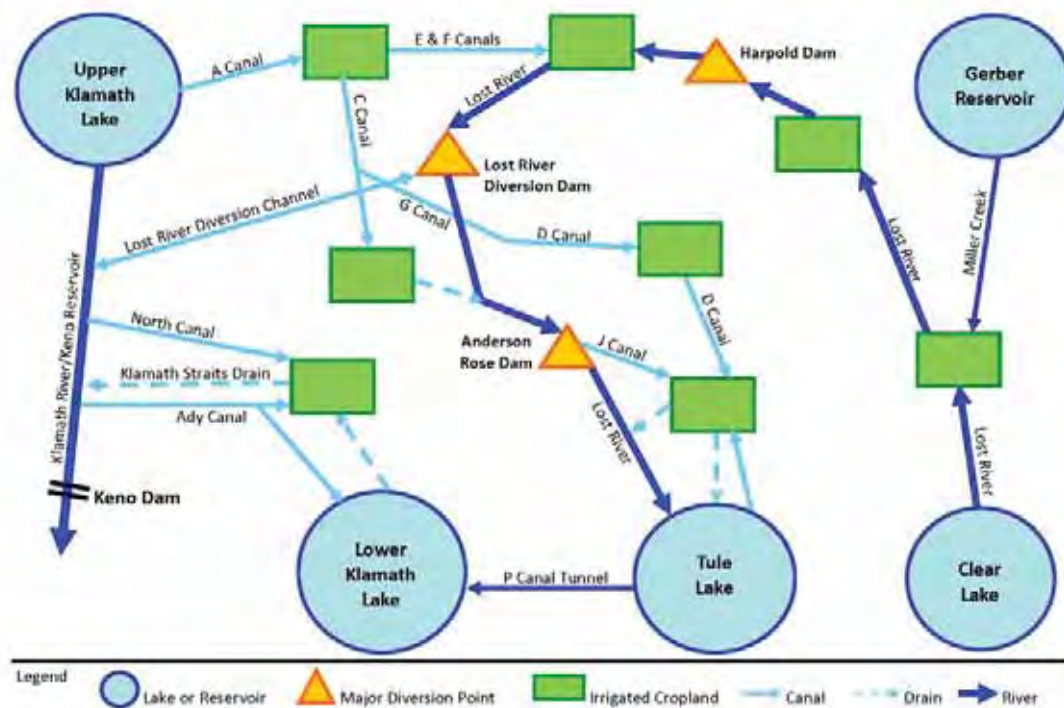 Upper
Klamath
Lake
A Canal
E & F Canals
Harpold Dam
Gerber
Reservoir
C Canal
Lost River
Lost River
Diversion Dam
Lost River Diversion Channel
G Canal
D Canal
Miller Creek
Lost River
Klamath River/Keno Reservoir
North Canal
D Canal
Anderson
Rose Dam
J Canal
Klamath Straits Drain
Ady Canal
Lost River
Lost River
Keno Dam
Lower
Klamath
Lake
P Canal Tunnel
Tule
Lake
Clear
Lake
Legend
Lake or Reservoir
Major Diversion Point
Irrigated Cropland
Canal
Drain
River